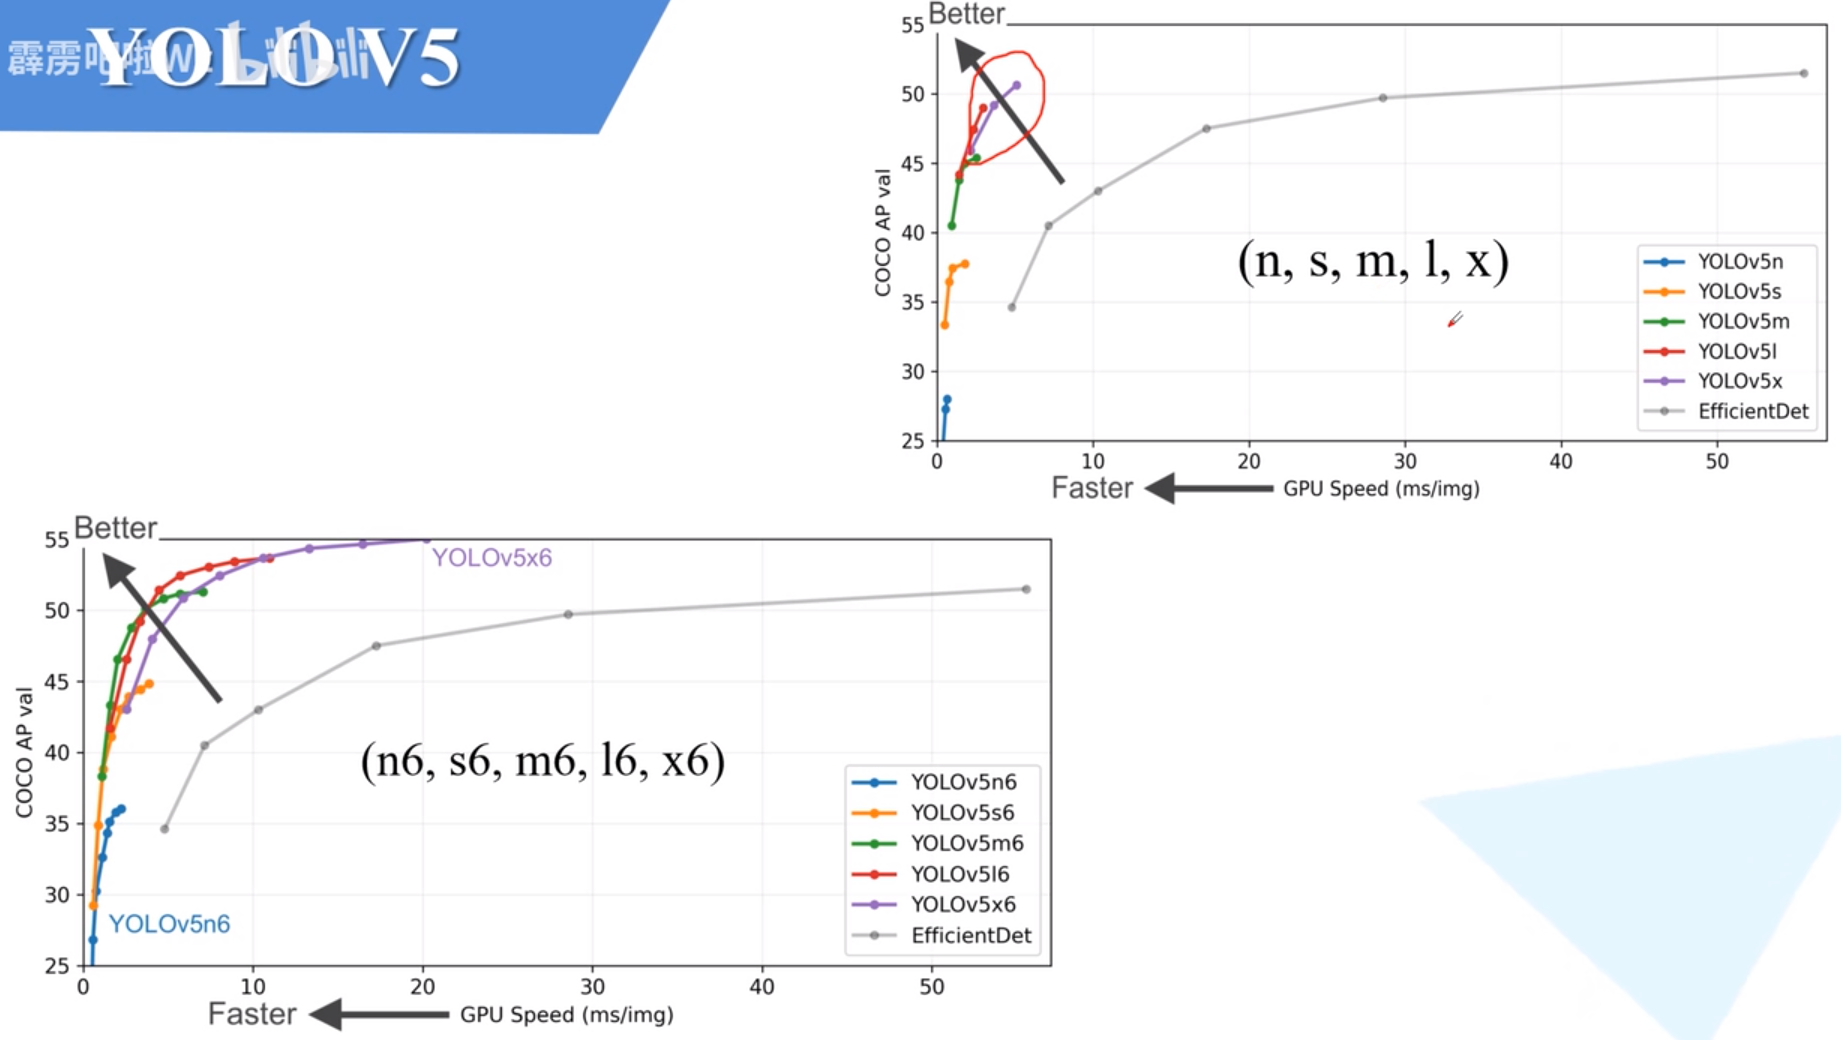 YOLO V5
霹雳吧啦Wz
bilibili
Better
55
50
45
40
35
30
25
COCO AP val
(n, s, m, l, x)
YOLOv5n
YOLOv5s
YOLOv5m
YOLOv5l
YOLOv5x
EfficientDet
0 10 20 30 40 50
Faster GPU Speed (ms/img)
Better
55
50
45
40
35
30
25
COCO AP val
YOLOv5x6
(n6, s6, m6, l6, x6)
YOLOv5n6
YOLOv5n6
YOLOv5s6
YOLOv5m6
YOLOv5l6
YOLOv5x6
EfficientDet
0 10 20 30 40 50
Faster GPU Speed (ms/img)